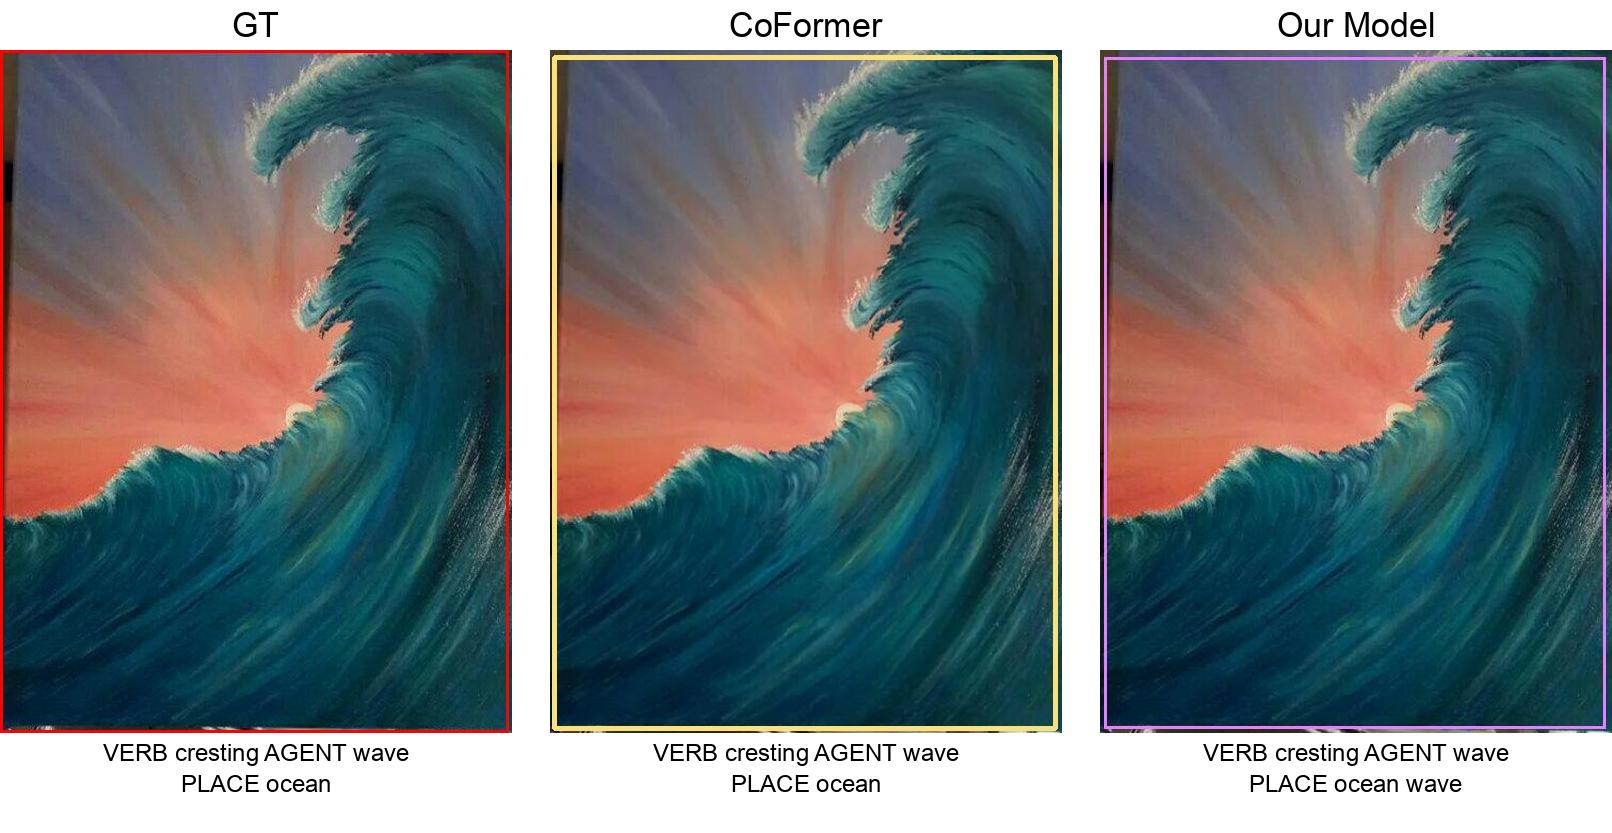 GT
CoFormer
Our Model
VERB cresting AGENT wave
PLACE ocean
VERB cresting AGENT wave
PLACE ocean
VERB cresting AGENT wave
PLACE ocean wave